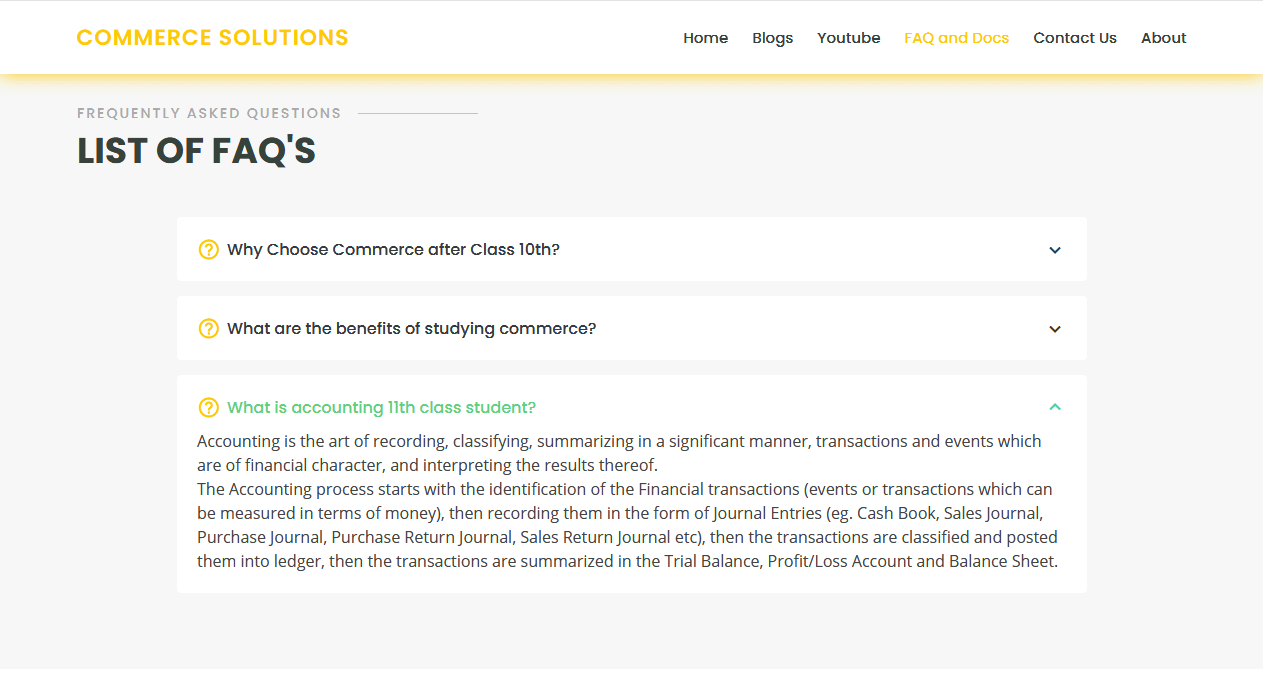 COMMERCE SOLUTIONS
Home Blogs Youtube FAQ and Docs Contact Us About
FREQUENTLY ASKED QUESTIONS
LIST OF FAQ'S
Why Choose Commerce after Class 10th?
What are the benefits of studying commerce?
What is accounting 11th class student?
Accounting is the art of recording, classifying, summarizing in a significant manner, transactions and events which
are of financial character, and interpreting the results thereof.
The Accounting process starts with the identification of the Financial transactions (events or transactions which can
be measured in terms of money), then recording them in the form of Journal Entries (eg. Cash Book, Sales Journal,
Purchase Journal, Purchase Return Journal, Sales Return Journal etc), then the transactions are classified and posted
them into ledger, then the transactions are summarized in the Trial Balance, Profit/Loss Account and Balance Sheet.